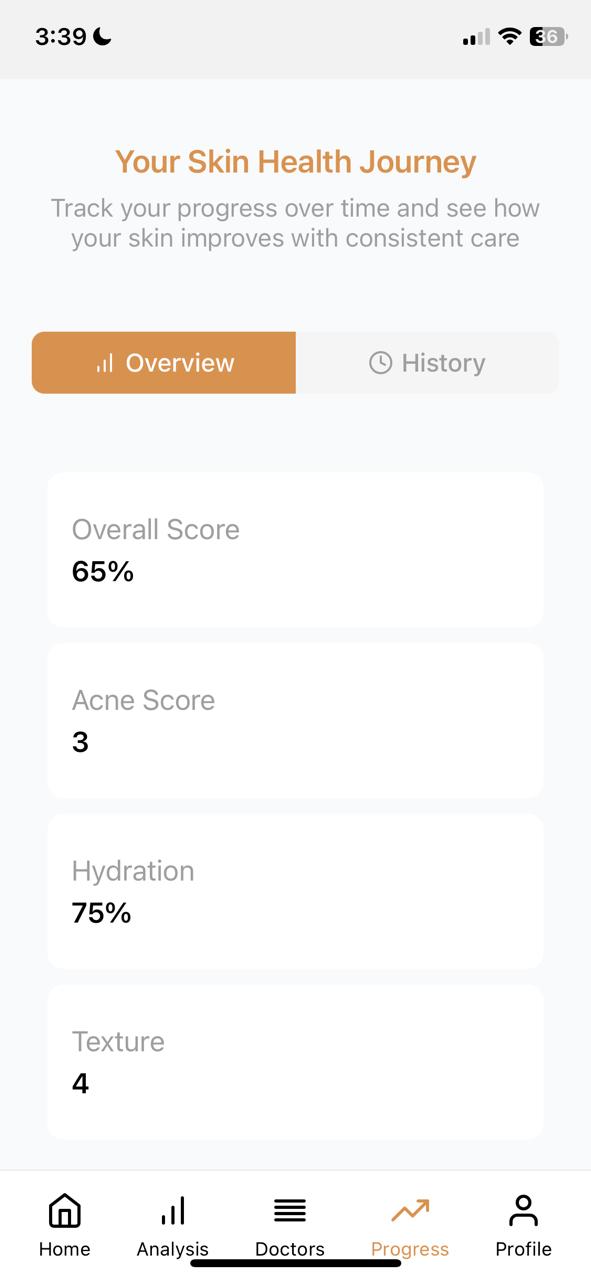 3:39
36
Your Skin Health Journey
Track your progress over time and see how
your skin improves with consistent care
Overview
History
Overall Score
65%
Acne Score
3
Hydration
75%
Texture
4
Home
Analysis
Doctors
Progress
Profile